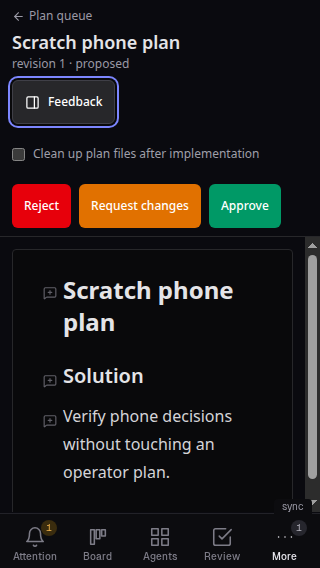 Plan queue
Scratch phone plan
revision 1 · proposed
Feedback
Clean up plan files after implementation
Reject Request changes Approve
Scratch phone
plan
Solution
Verify phone decisions
without touching an
operator plan.
sync
1 1
Attention Board Agents Review More